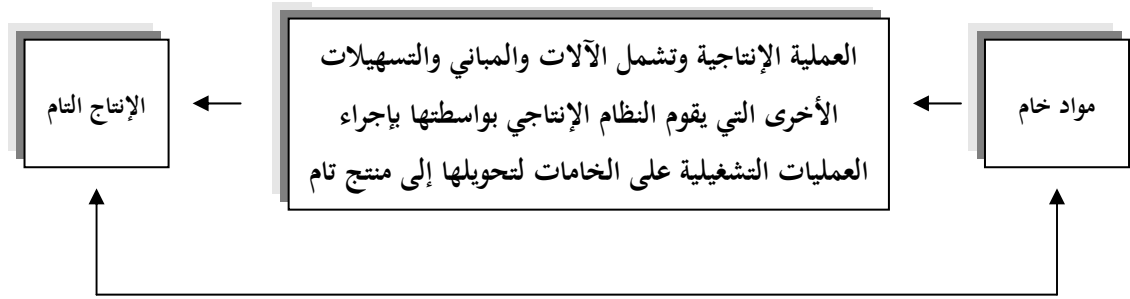 مواد خام
العملية الإنتاجية وتشمل الآلات والمباني والتسهيلات
الأخرى التي يقوم النظام الإنتاجي بواسطتها بإجراء
العمليات التشغيلية على الخامات لتحويلها إلى منتج تام
الإنتاج التام